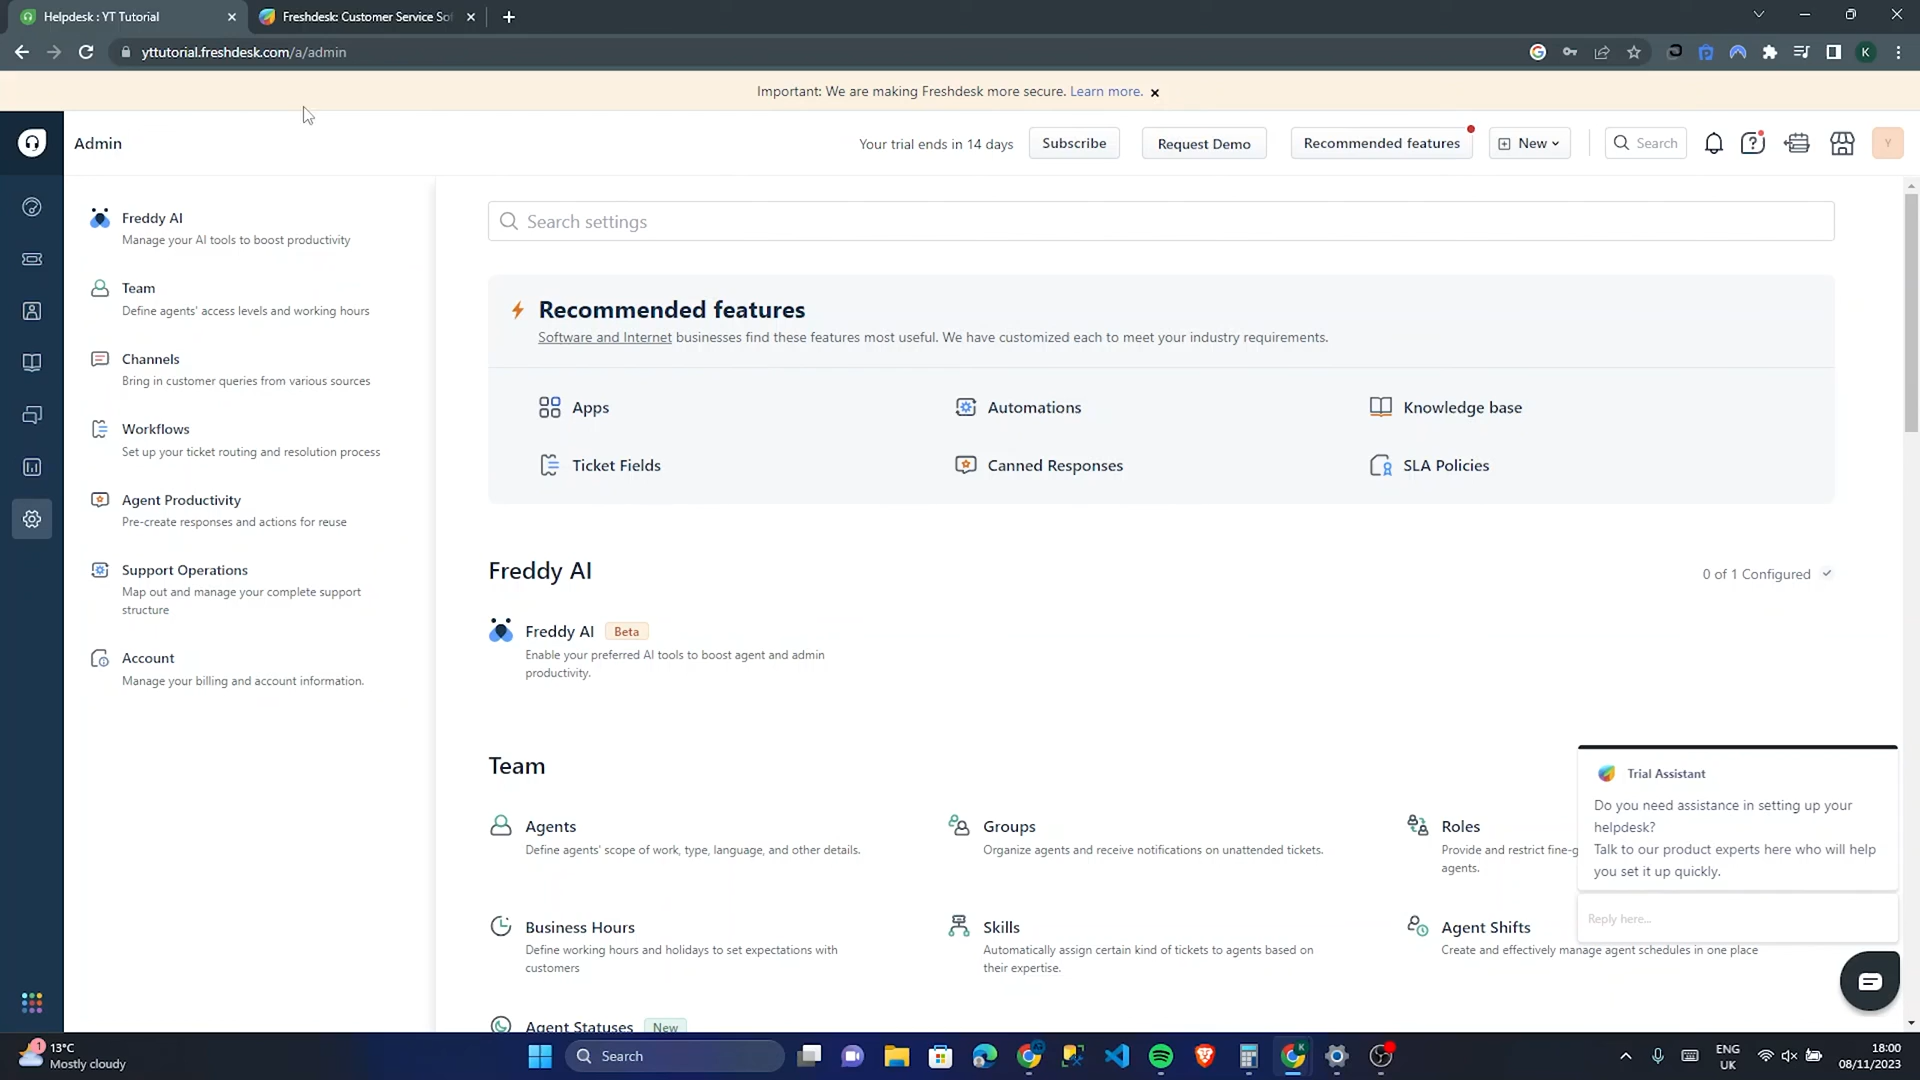 Helpdesk : YT Tutorial
Freshdesk: Customer Service Sof
yttutorial.freshdesk.com/a/admin
K
Important: We are making Freshdesk more secure. Learn more.
Admin
Your trial ends in 14 days
Subscribe
Request Demo
Recommended features
New
Search
Y
Freddy AI
Manage your AI tools to boost productivity
Team
Define agents' access levels and working hours
Channels
Bring in customer queries from various sources
Workflows
Set up your ticket routing and resolution process
Agent Productivity
Pre-create responses and actions for reuse
Support Operations
Map out and manage your complete support
structure
Account
Manage your billing and account information.
Search settings
Recommended features
Software and Internet businesses find these features most useful. We have customized each to meet your industry requirements.
Apps
Automations
Knowledge base
Ticket Fields
Canned Responses
SLA Policies
Freddy AI
0 of 1 Configured
Freddy AI Beta
Enable your preferred AI tools to boost agent and admin
productivity.
Team
Agents
Define agents' scope of work, type, language, and other details.
Groups
Organize agents and receive notifications on unattended tickets.
Roles
Provide and restrict fine-g
agents.
Business Hours
Define working hours and holidays to set expectations with
customers
Skills
Automatically assign certain kind of tickets to agents based on
their expertise.
Agent Shifts
Create and effectively manage agent schedules in one place
Agent Statuses New
Trial Assistant
Do you need assistance in setting up your
helpdesk?
Talk to our product experts here who will help
you set it up quickly.
Reply here...
1
13°C
Mostly cloudy
Search
K
ENG
UK
18:00
08/11/2023